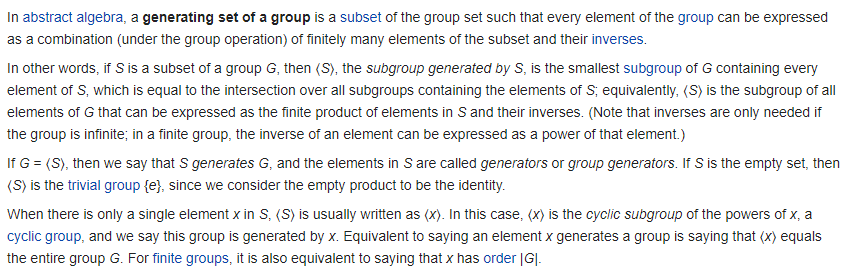 In abstract algebra, a generating set of a group is a subset of the group set such that every element of the group can be expressed
as a combination (under the group operation) of finitely many elements of the subset and their inverses.
In other words, if S is a subset of a group G, then ⟨S⟩, the subgroup generated by S, is the smallest subgroup of G containing every
element of S, which is equal to the intersection over all subgroups containing the elements of S; equivalently, ⟨S⟩ is the subgroup of all
elements of G that can be expressed as the finite product of elements in S and their inverses. (Note that inverses are only needed if
the group is infinite; in a finite group, the inverse of an element can be expressed as a power of that element.)
If G = ⟨S⟩, then we say that S generates G, and the elements in S are called generators or group generators. If S is the empty set, then
⟨S⟩ is the trivial group {e}, since we consider the empty product to be the identity.
When there is only a single element x in S, ⟨S⟩ is usually written as ⟨x⟩. In this case, ⟨x⟩ is the cyclic subgroup of the powers of x, a
cyclic group, and we say this group is generated by x. Equivalent to saying an element x generates a group is saying that ⟨x⟩ equals
the entire group G. For finite groups, it is also equivalent to saying that x has order |G|.